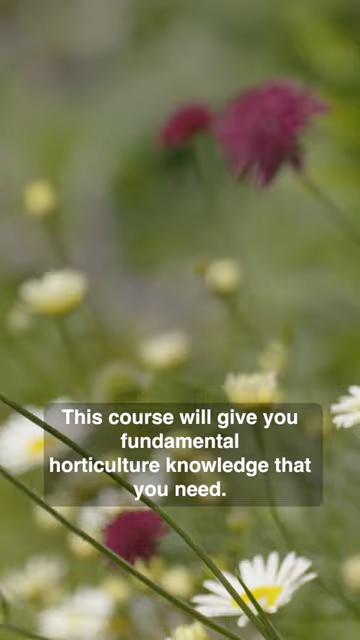 This course will give you
fundamental
horticulture knowledge that
you need.